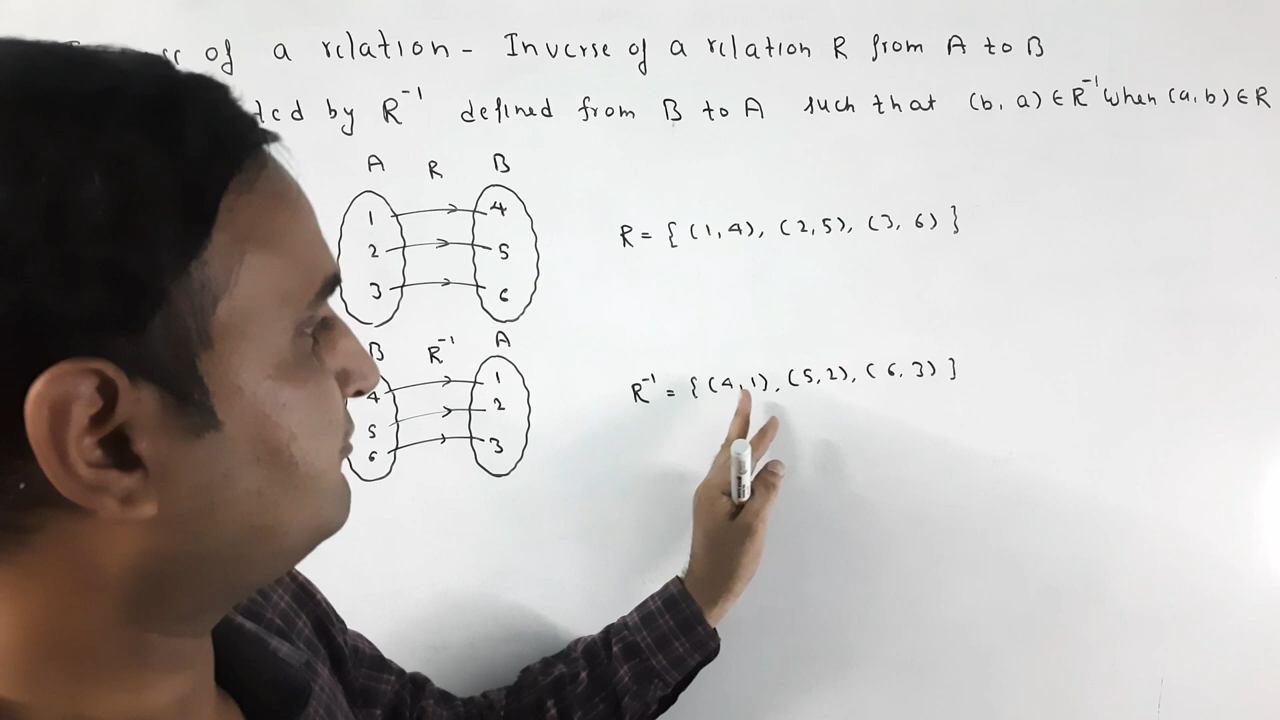 of a relation - Inverse of a relation R from A to B
by R⁻¹ defined from B to A such that (b, a) ∈ R⁻¹ when (a, b) ∈ R
A R B
1 4
2 5
3 6
R = { (1,4), (2,5), (3, 6) }
B R⁻¹ A
4 1
5 2
6 3
R⁻¹ = { (4,1), (5,2), (6,3) }